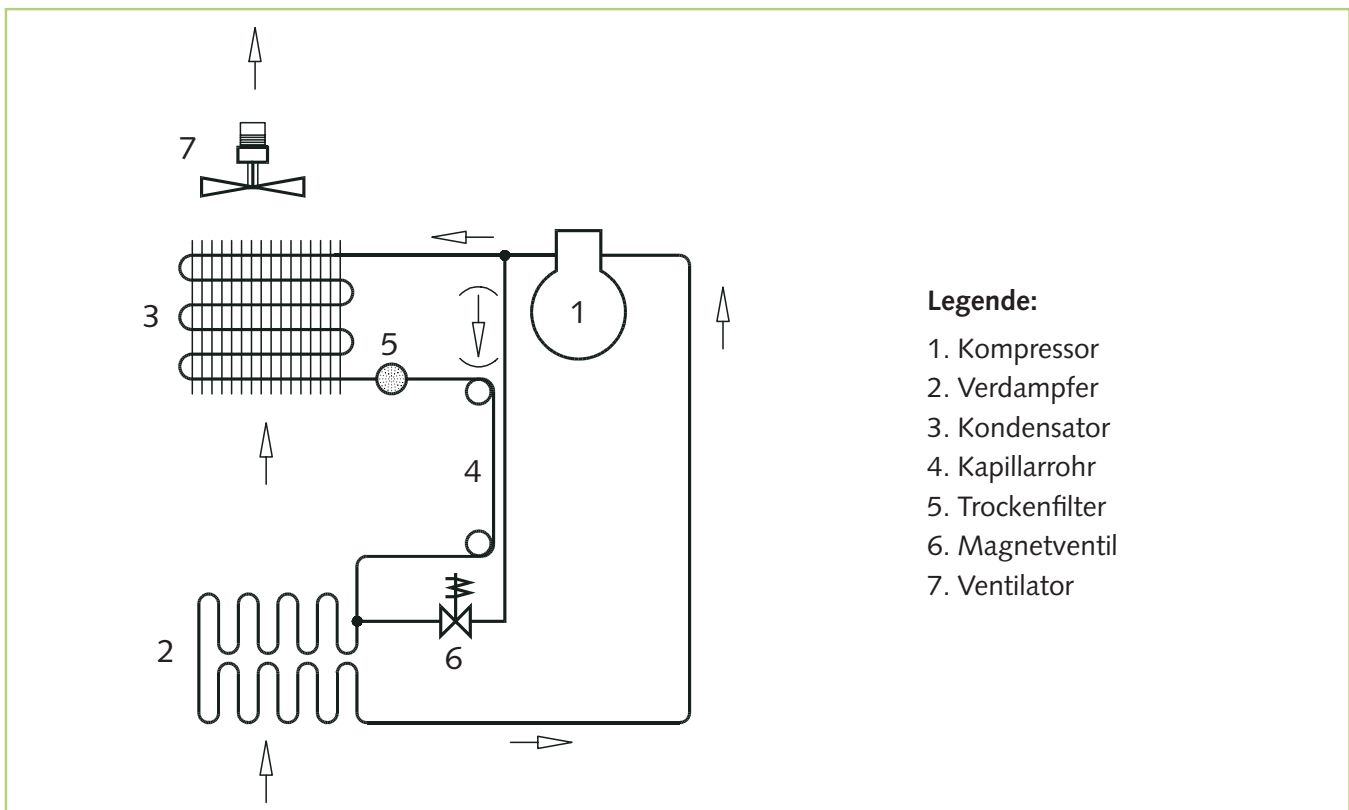 7
3
5
1
4
2
6
Legende:
1. Kompressor
2. Verdampfer
3. Kondensator
4. Kapillarrohr
5. Trockenfilter
6. Magnetventil
7. Ventilator